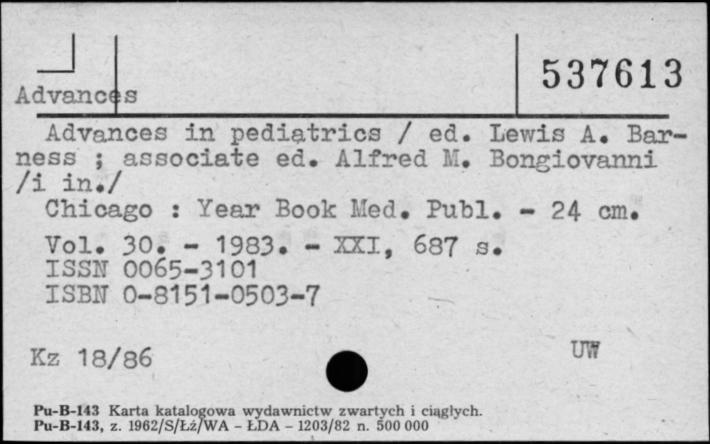 537613
Advances
Advances in pediatrics / ed. Lewis A. Bar-
ness ; associate ed. Alfred M. Bongiovanni
/i in./
Chicago : Year Book Med. Publ. - 24 cm.
Vol. 30. - 1983. - XXI, 687 s.
ISSN 0065-3101
ISBN 0-8151-0503-7
Kz 18/86
UW
Pu-B-143 Karta katalogowa wydawnictw zwartych i ciągłych.
Pu-B-143, z. 1962/S/Łź/WA - ŁDA - 1203/82 n. 500 000